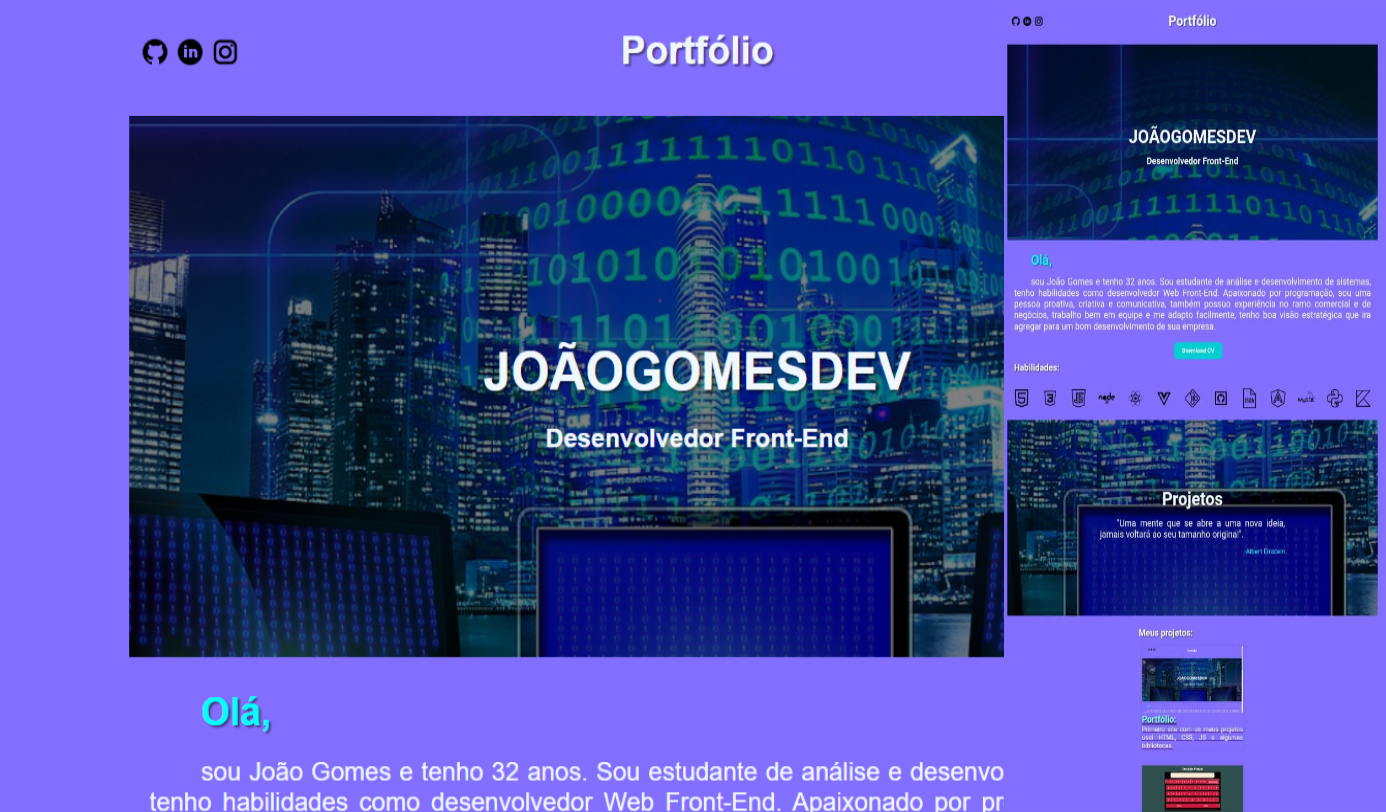 Portfólio
JOÃOGOMESDEV
Desenvolvedor Front-End
Olá,
sou João Gomes e tenho 32 anos. Sou estudante de análise e desenvo
tenho habilidades como desenvolvedor Web Front-End. Apaixonado por pr
Portfólio
JOÃOGOMESDEV
Desenvolvedor Front-End
Olá,
sou João Gomes e tenho 32 anos. Sou estudante de análise e desenvolvimento de sistemas,
tenho habilidades como desenvolvedor Web Front-End. Apaixonado por programação, sou uma
pessoa proativa, criativa e comunicativa, também possuo experiência no ramo comercial e de
negócios, trabalho bem em equipe e me adapto facilmente, tenho boa visão estratégica que ira
agregar para um bom desenvolvimento de sua empresa.
Download CV
Habilidades:
Projetos
"Uma mente que se abre a uma nova ideia,
jamais voltará ao seu tamanho original".
-Albert Einstein.
Meus projetos:
JOÃOGOMESDEV
Portfólio:
Primeiro site com os meus projetos
usei HTML, CSS, JS e algumas
bibliotecas.